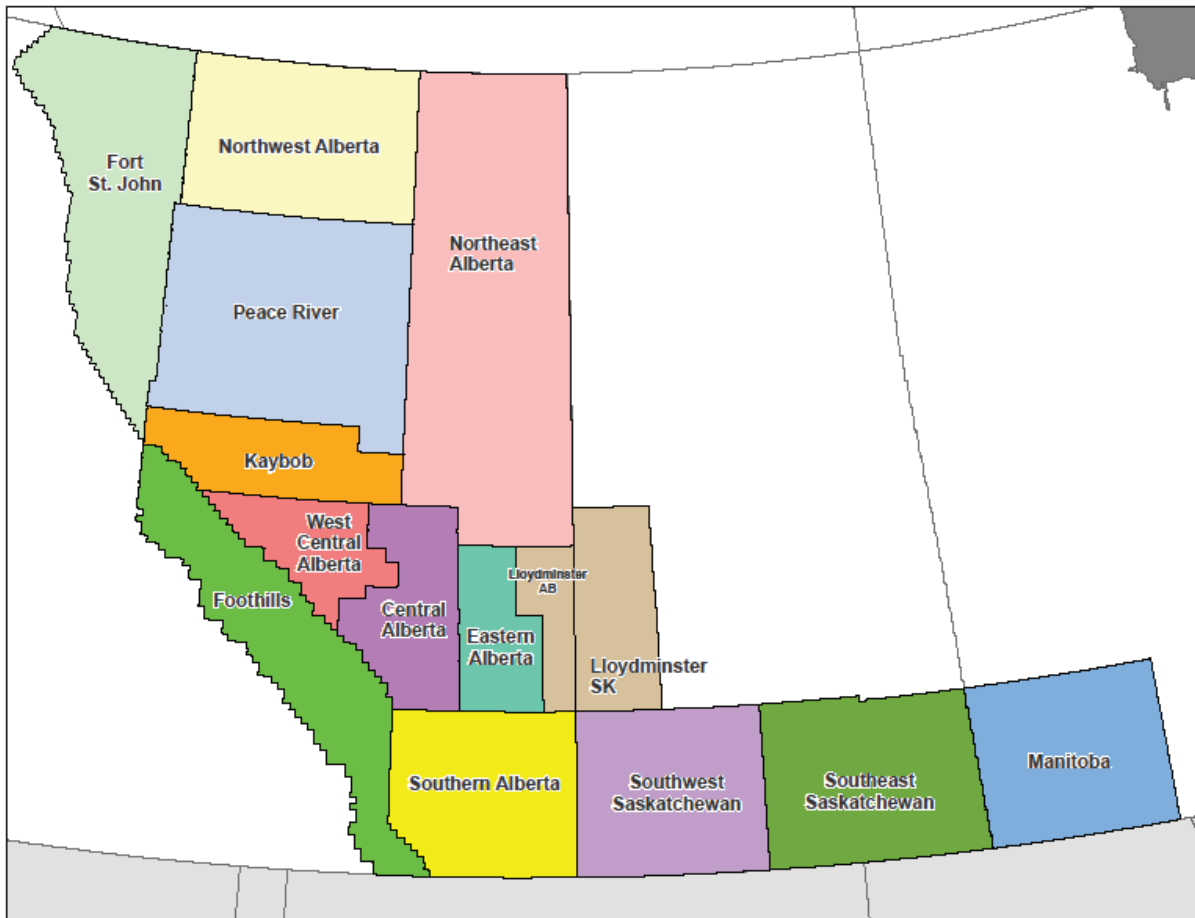 Fort
St. John
Northwest Alberta
Northeast
Alberta
Peace River
Kaybob
West
Central
Alberta
Foothills
Central
Alberta
Lloydminster
AB
Eastern
Alberta
Lloydminster
SK
Southern Alberta
Southwest
Saskatchewan
Southeast
Saskatchewan
Manitoba